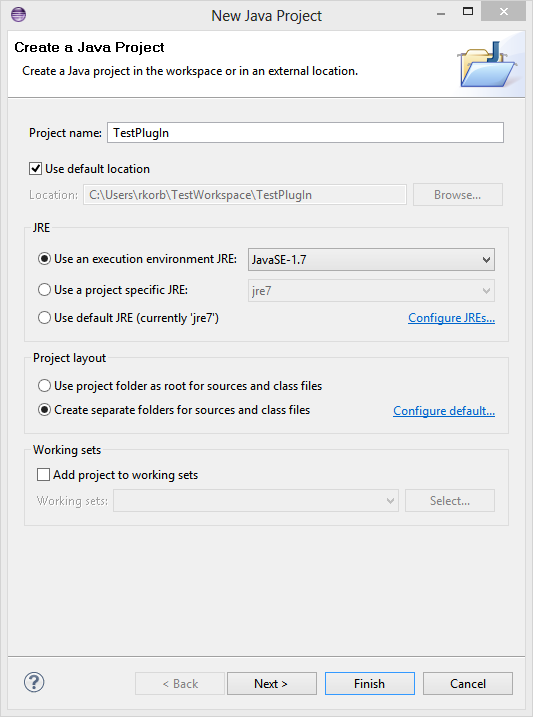 New Java Project
Create a Java Project
Create a Java project in the workspace or in an external location.
Project name: TestPlugIn
Use default location
Location: C:\Users\rkorb\TestWorkspace\TestPlugIn Browse...
JRE
Use an execution environment JRE: JavaSE-1.7
Use a project specific JRE: jre7
Use default JRE (currently 'jre7') Configure JREs...
Project layout
Use project folder as root for sources and class files
Create separate folders for sources and class files Configure default...
Working sets
Add project to working sets
Working sets: Select...
? < Back Next > Finish Cancel